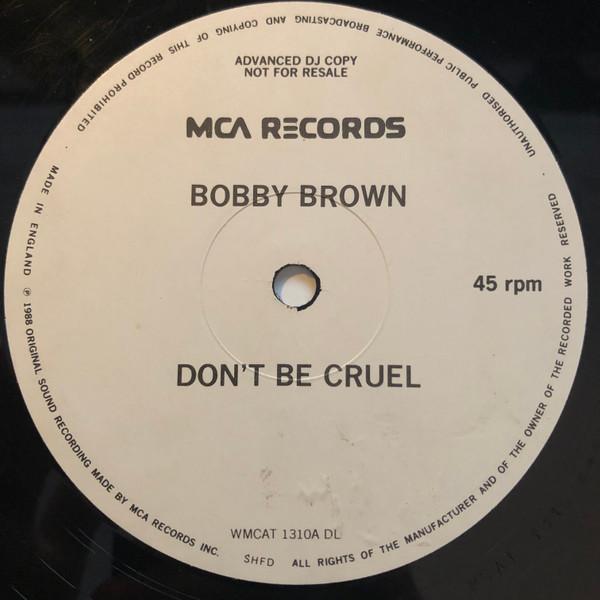 ADVANCED DJ COPY
NOT FOR RESALE
MCA RECORDS
BOBBY BROWN
45 rpm
DON'T BE CRUEL
WMCAT 1310A DL
SHFD
MADE IN ENGLAND ℗ 1988 ORIGINAL SOUND RECORDING MADE BY MCA RECORDS INC.
ALL RIGHTS OF THE MANUFACTURER AND OF THE OWNER OF THE RECORDED WORK RESERVED
UNAUTHORISED PUBLIC PERFORMANCE BROADCASTING AND COPYING OF THIS RECORD PROHIBITED